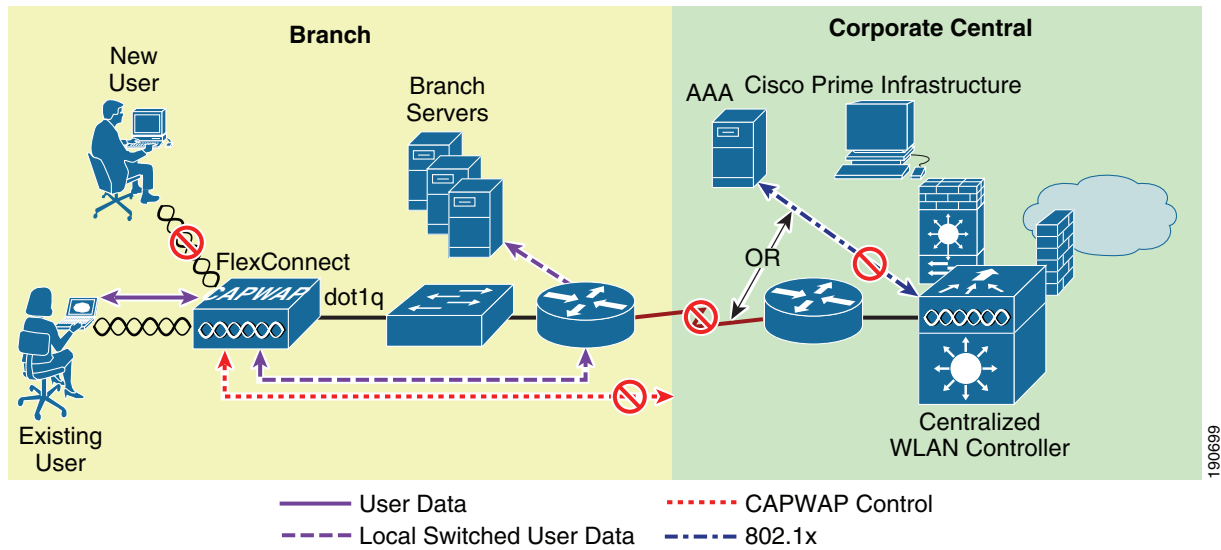 Branch
Corporate Central
New
User
Branch
Servers
AAA
Cisco Prime Infrastructure
FlexConnect
CAPWAP
dot1q
OR
Existing
User
Centralized
WLAN Controller
190699
User Data
CAPWAP Control
Local Switched User Data
802.1x